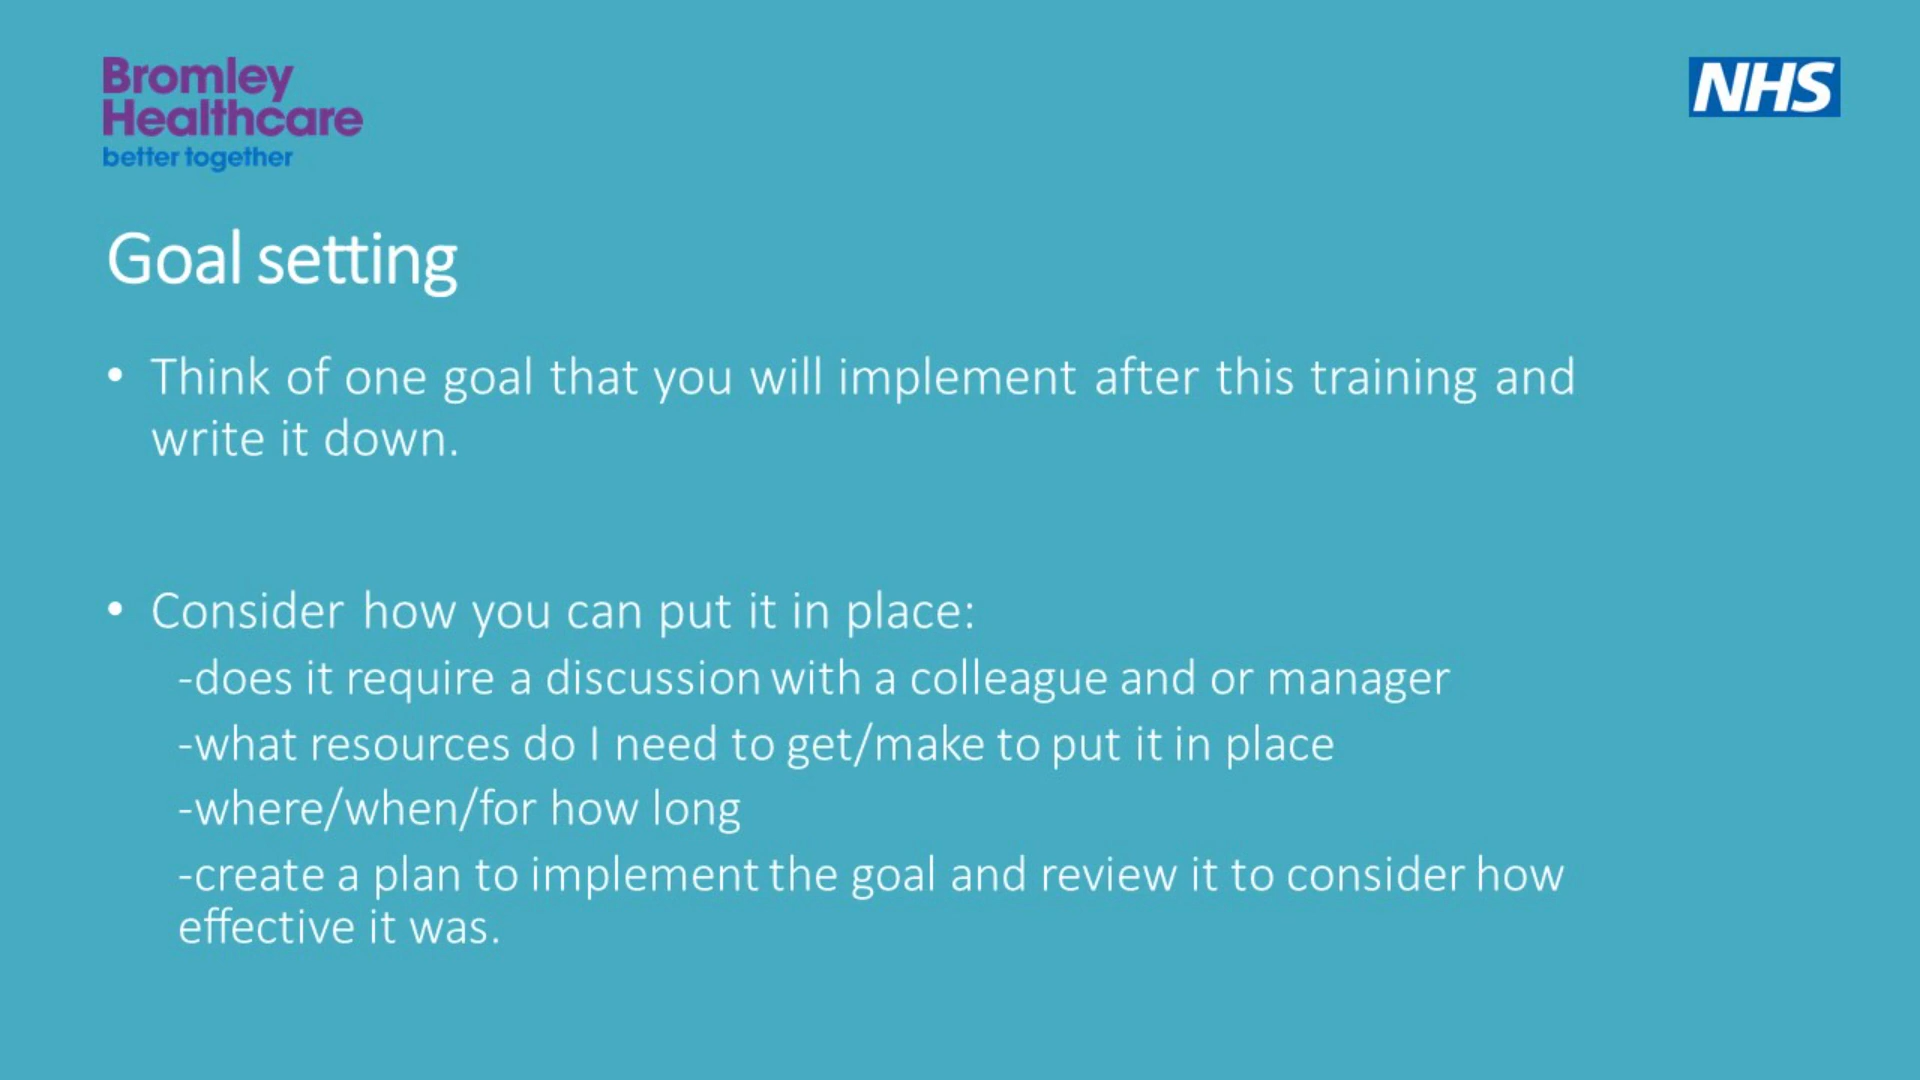 Bromley
Healthcare
better together
NHS
Goal setting
• Think of one goal that you will implement after this training and
write it down.
• Consider how you can put it in place:
-does it require a discussion with a colleague and or manager
-what resources do I need to get/make to put it in place
-where/when/for how long
-create a plan to implement the goal and review it to consider how
effective it was.